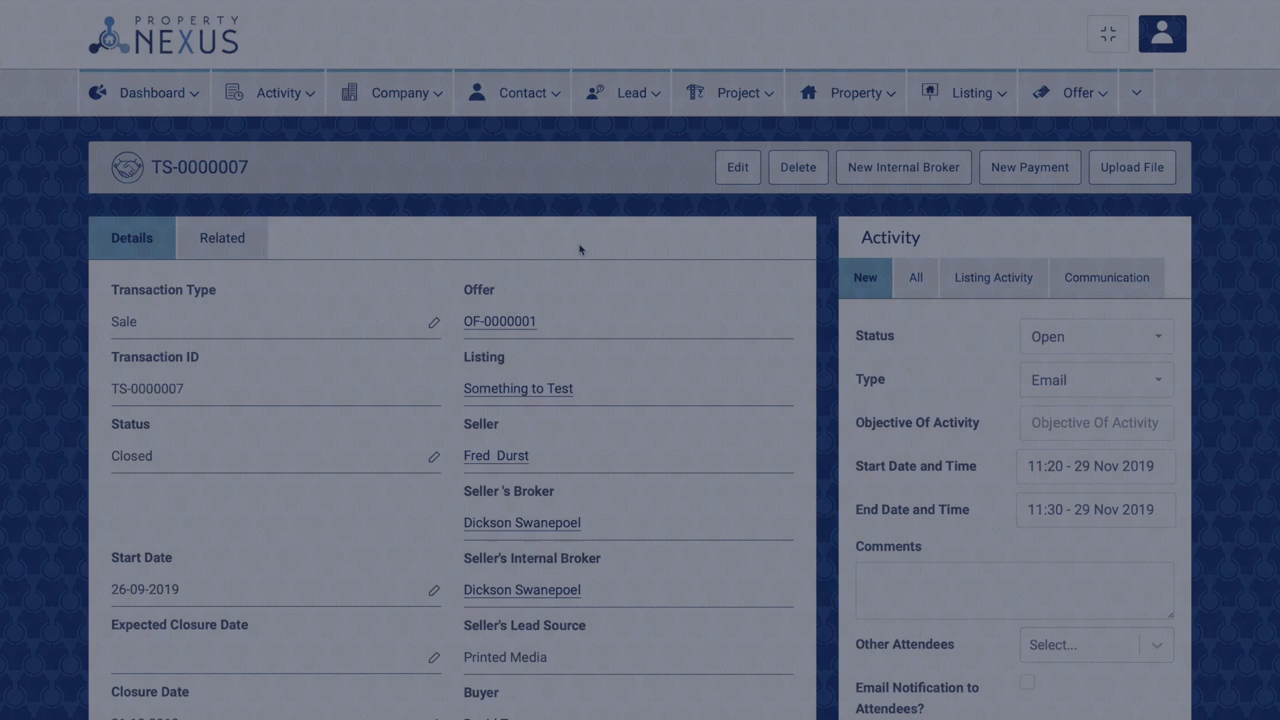 PROPERTY
NEXUS
Dashboard
Activity
Company
Contact
Lead
Project
Property
Listing
Offer
TS-0000007
Edit
Delete
New Internal Broker
New Payment
Upload File
Details
Related
Transaction Type
Sale
Transaction ID
TS-0000007
Status
Closed
Start Date
26-09-2019
Expected Closure Date
Closure Date
Offer
OF-0000001
Listing
Something to Test
Seller
Fred Durst
Seller 's Broker
Dickson Swanepoel
Seller's Internal Broker
Dickson Swanepoel
Seller's Lead Source
Printed Media
Buyer
Activity
New
All
Listing Activity
Communication
Status
Open
Type
Email
Objective Of Activity
Objective Of Activity
Start Date and Time
11:20 - 29 Nov 2019
End Date and Time
11:30 - 29 Nov 2019
Comments
Other Attendees
Select...
Email Notification to
Attendees?